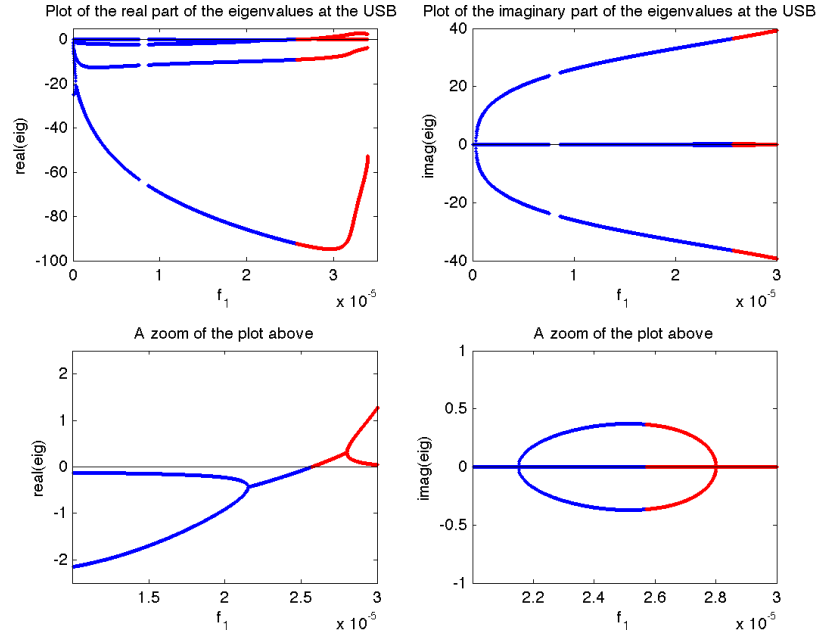 Plot of the real part of the eigenvalues at the USB
0
-20
-40
-60
-80
-100
real(eig)
0
1
2
3
f1
x 10-5
Plot of the imaginary part of the eigenvalues at the USB
40
20
0
-20
-40
imag(eig)
0
1
2
3
f1
x 10-5
A zoom of the plot above
2
1
0
-1
-2
real(eig)
1.5
2
2.5
3
f1
x 10-5
A zoom of the plot above
1
0.5
0
-0.5
-1
imag(eig)
2.2
2.4
2.6
2.8
3
f1
x 10-5